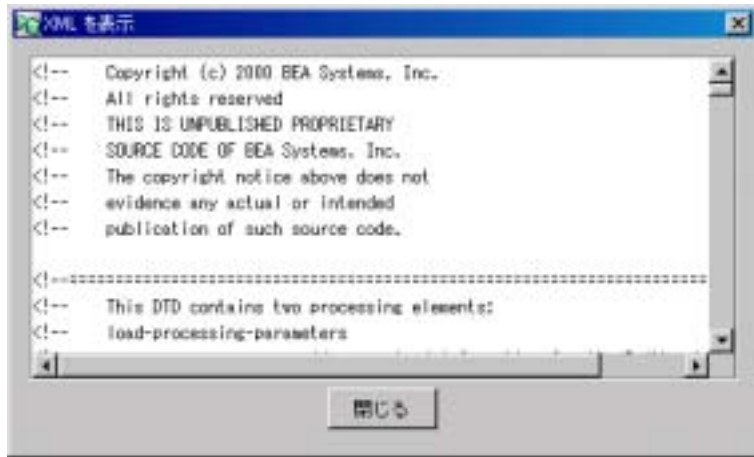 XML を表示
<!--    Copyright (c) 2000 BEA Systems, Inc.
<!--    All rights reserved
<!--    THIS IS UNPUBLISHED PROPRIETARY
<!--    SOURCE CODE OF BEA Systems, Inc.
<!--    The copyright notice above does not
<!--    evidence any actual or intended
<!--    publication of such source code.
<!--==========================================================================
<!--    This DTD contains two processing elements:
<!--    load-processing-parameters
<!--
閉じる